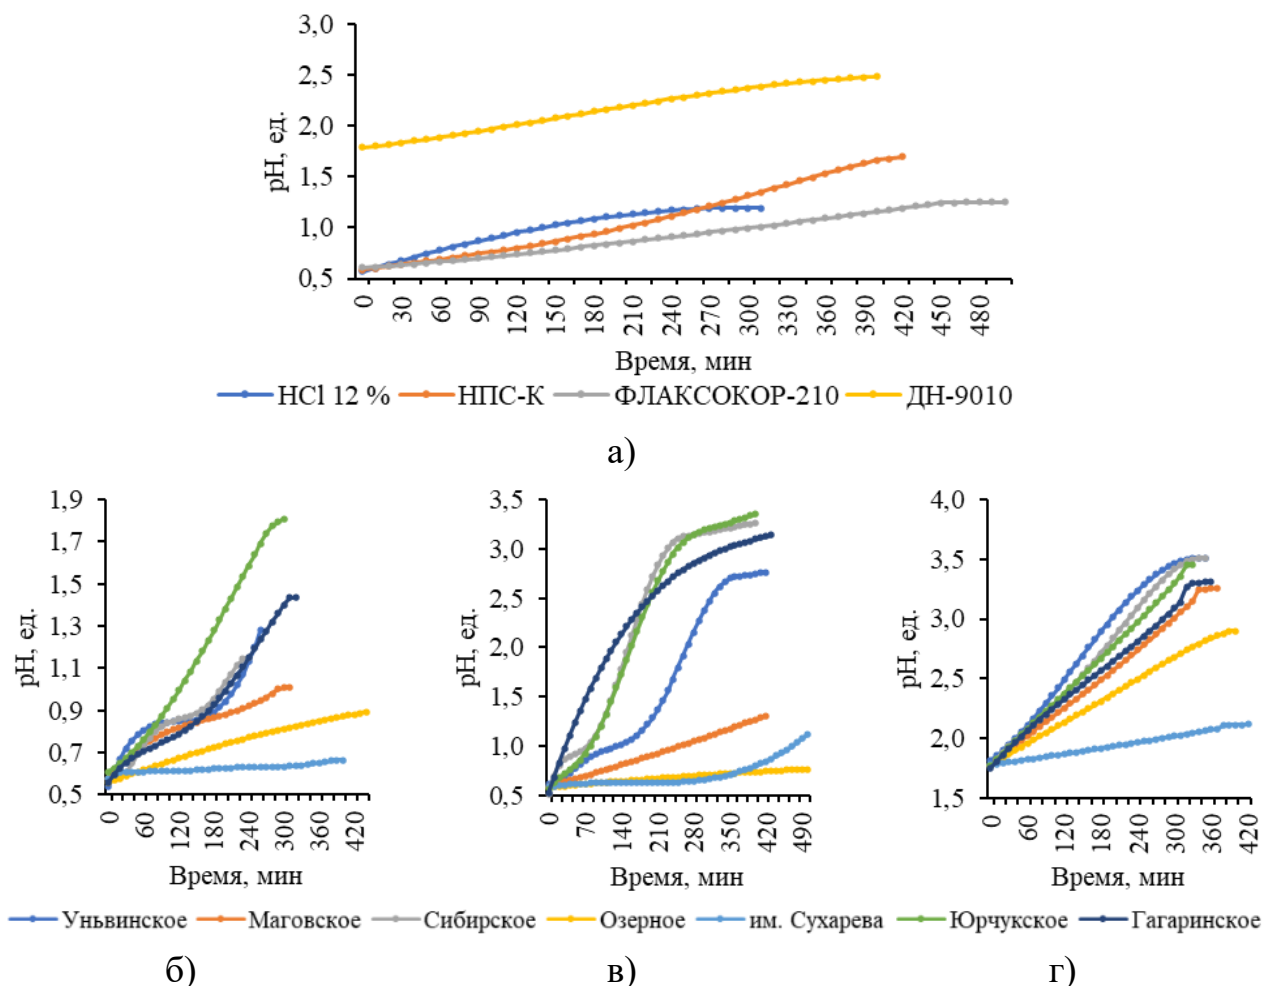 3,0
2,5
2,0
1,5
1,0
0,5
pH, ед.
0 30 60 90 120 150 180 210 240 270 300 330 360 390 420 450 480
Время, мин
HCl 12 % НПС-К ФЛАКСОКОР-210 ДН-9010
а)
1,9
1,7
1,5
1,3
1,1
0,9
0,7
0,5
pH, ед.
0 60 120 180 240 300 360 420
Время, мин
3,5
3,0
2,5
2,0
1,5
1,0
0,5
pH, ед.
0 70 140 210 280 350 420 490
Время, мин
4,0
3,5
3,0
2,5
2,0
1,5
pH, ед.
0 60 120 180 240 300 360 420
Время, мин
Уньвинское Маговское Сибирское Озерное им. Сухарева Юрчукское Гагаринское
б) в) г)